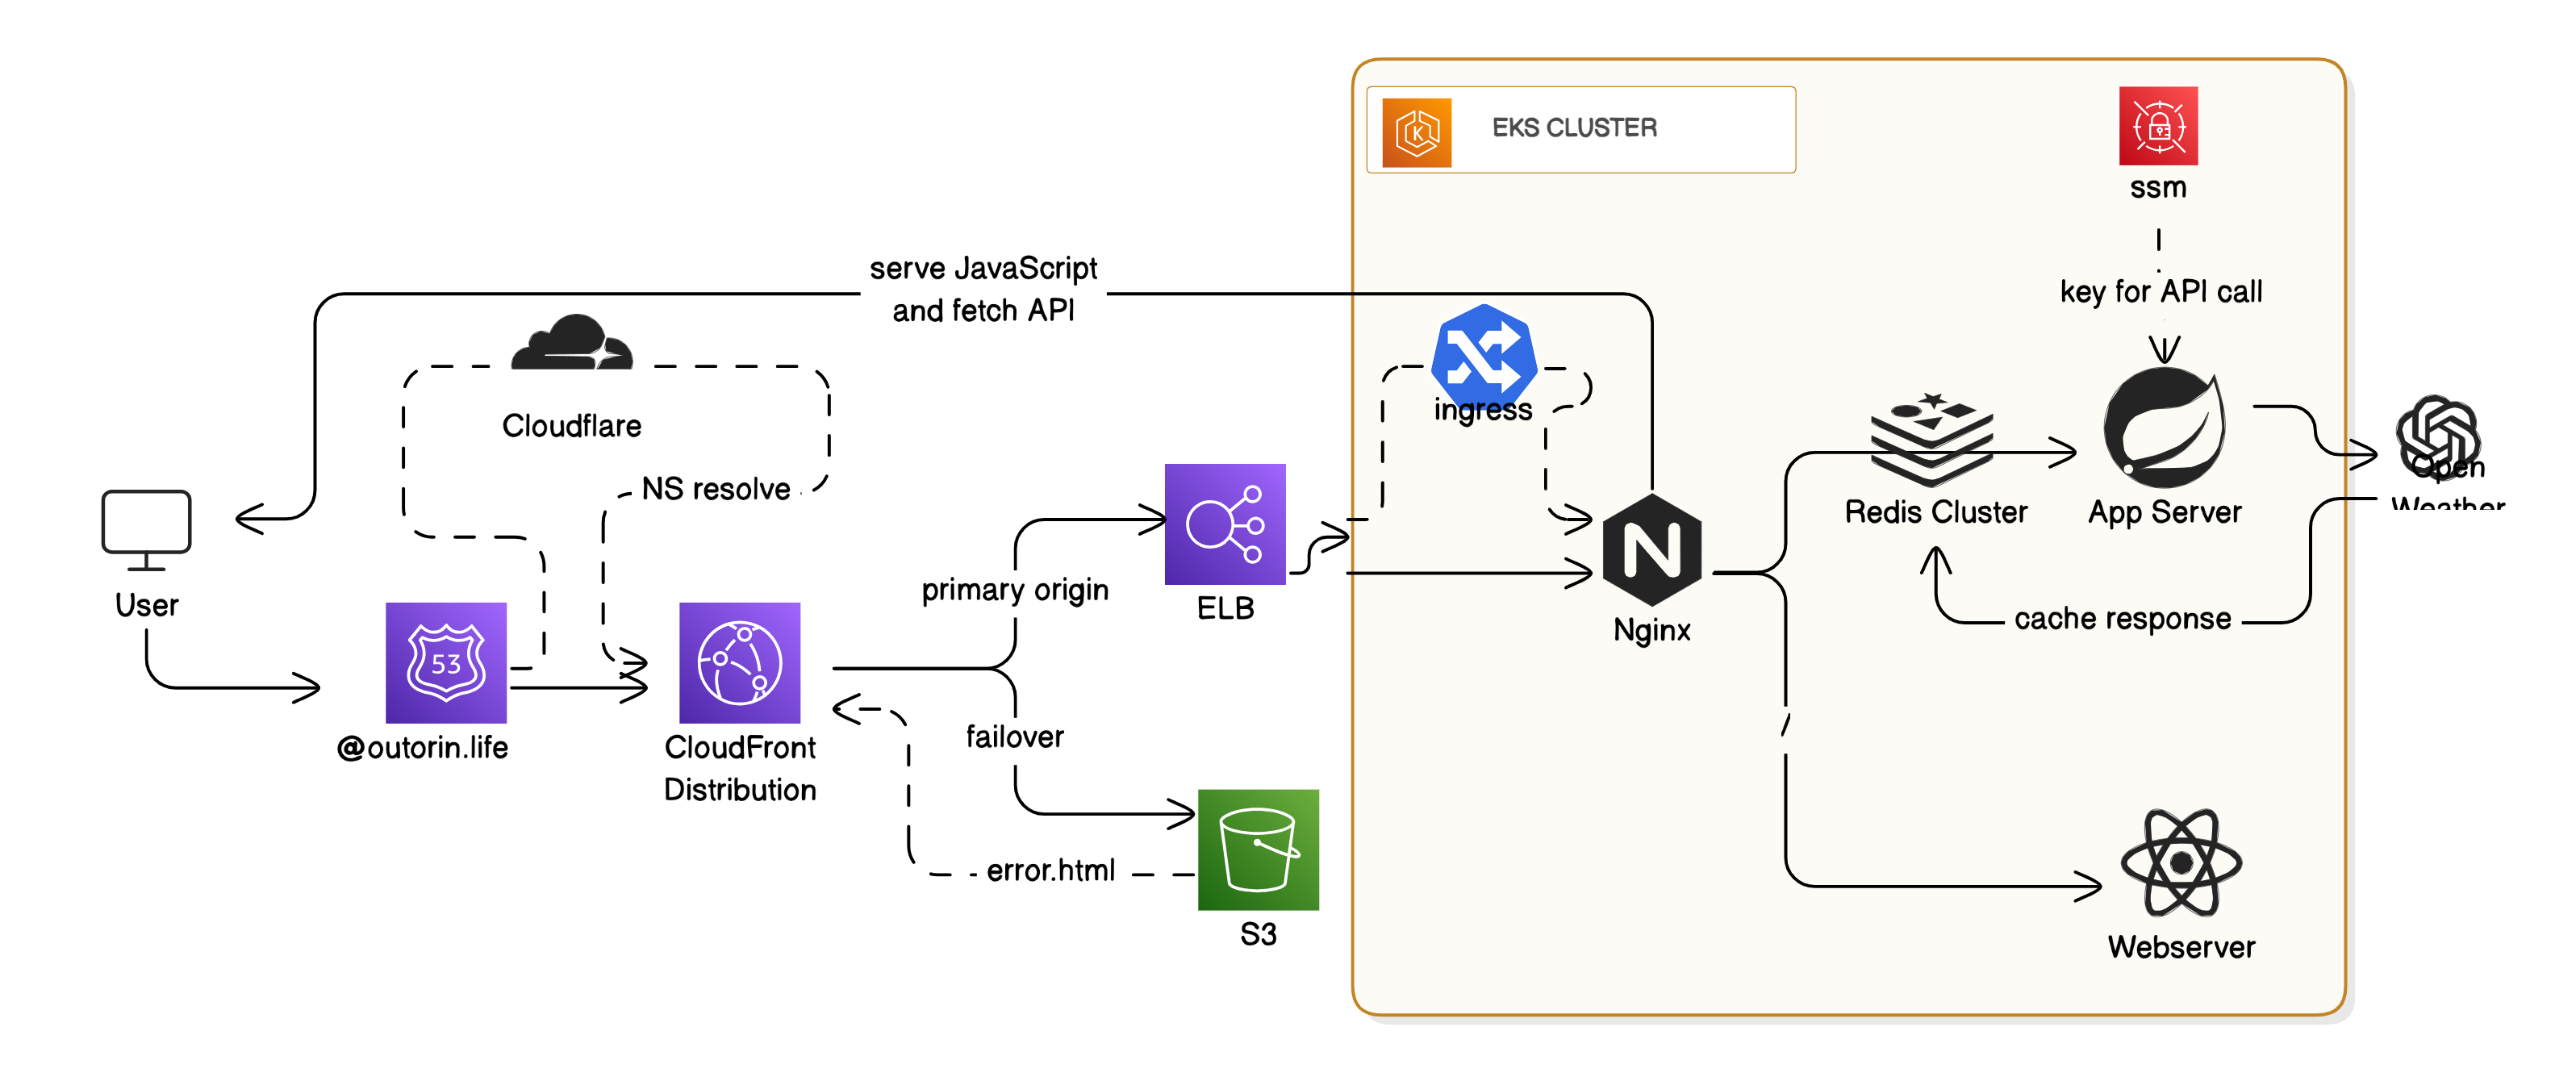 EKS CLUSTER
ssm
serve JavaScript
and fetch API
key for API call
ingress
Cloudflare
NS resolve
Open
Weather
Redis Cluster
App Server
User
primary origin
ELB
Nginx
cache response
53
@outorin.life
CloudFront
Distribution
failover
/
error.html
S3
Webserver